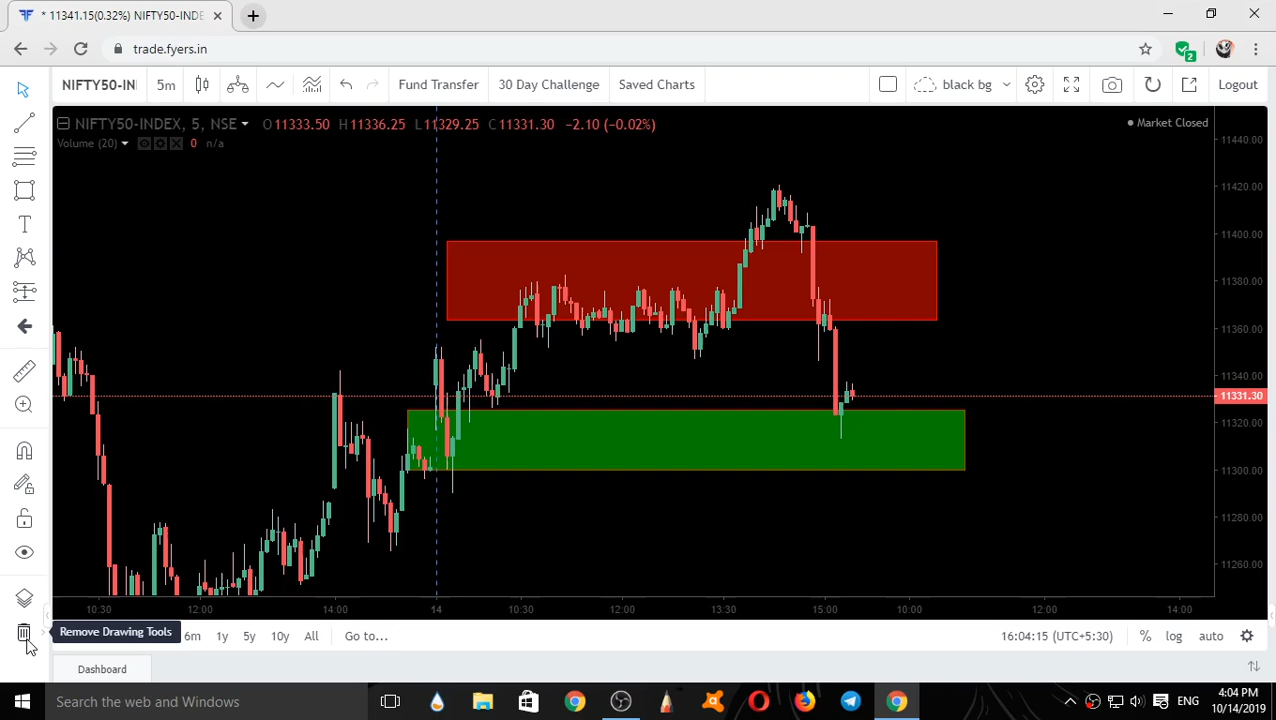 * 11341.15(0.32%) NIFTY50-INDE
trade.fyers.in
NIFTY50-IN
5m
Fund Transfer
30 Day Challenge
Saved Charts
black bg
Logout
NIFTY50-INDEX, 5, NSE
O11333.50 H11336.25 L11329.25 C11331.30 −2.10 (−0.02%)
Market Closed
Volume (20)
0 n/a
11440.00
11420.00
11400.00
11380.00
11360.00
11340.00
11331.30
11320.00
11300.00
11280.00
11260.00
10:30 12:00 14:00 14 10:30 12:00 13:30 15:00 10:00 12:00 14:00
Remove Drawing Tools
6m 1y 5y 10y All Go to...
16:04:15 (UTC+5:30) % log auto
Dashboard
Search the web and Windows
2
ENG
4:04 PM
10/14/2019